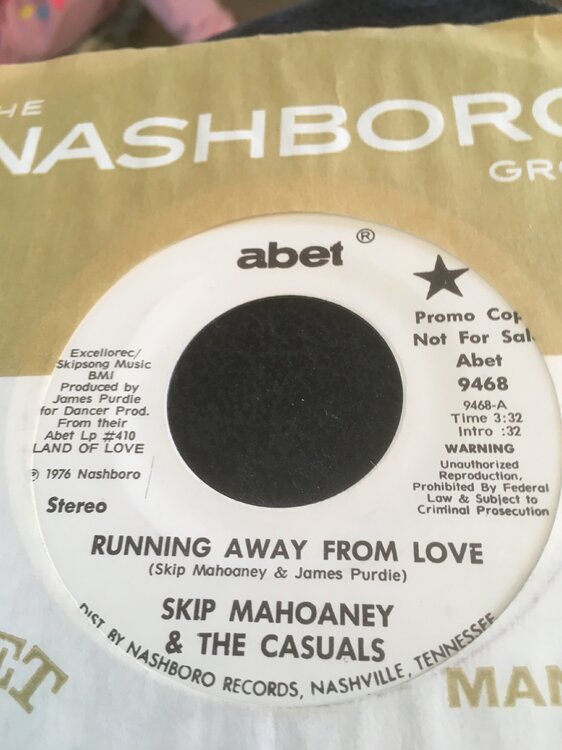 THE
NASHBORO
abet ®
Excellorec/
Skipsong Music
BMI
Produced by
James Purdie
for Dancer Prod.
From their
Abet Lp #410
LAND OF LOVE
℗ 1976 Nashboro
Stereo
Promo Cop
Not For Sal
Abet
9468
9468-A
Time 3:32
Intro :32
WARNING
Unauthorized
Reproduction,
Prohibited By Federal
Law & Subject to
Criminal Prosecution
RUNNING AWAY FROM LOVE
(Skip Mahoaney & James Purdie)
SKIP MAHOANEY
& THE CASUALS
DIST. BY NASHBORO RECORDS, NASHVILLE, TENNESSEE